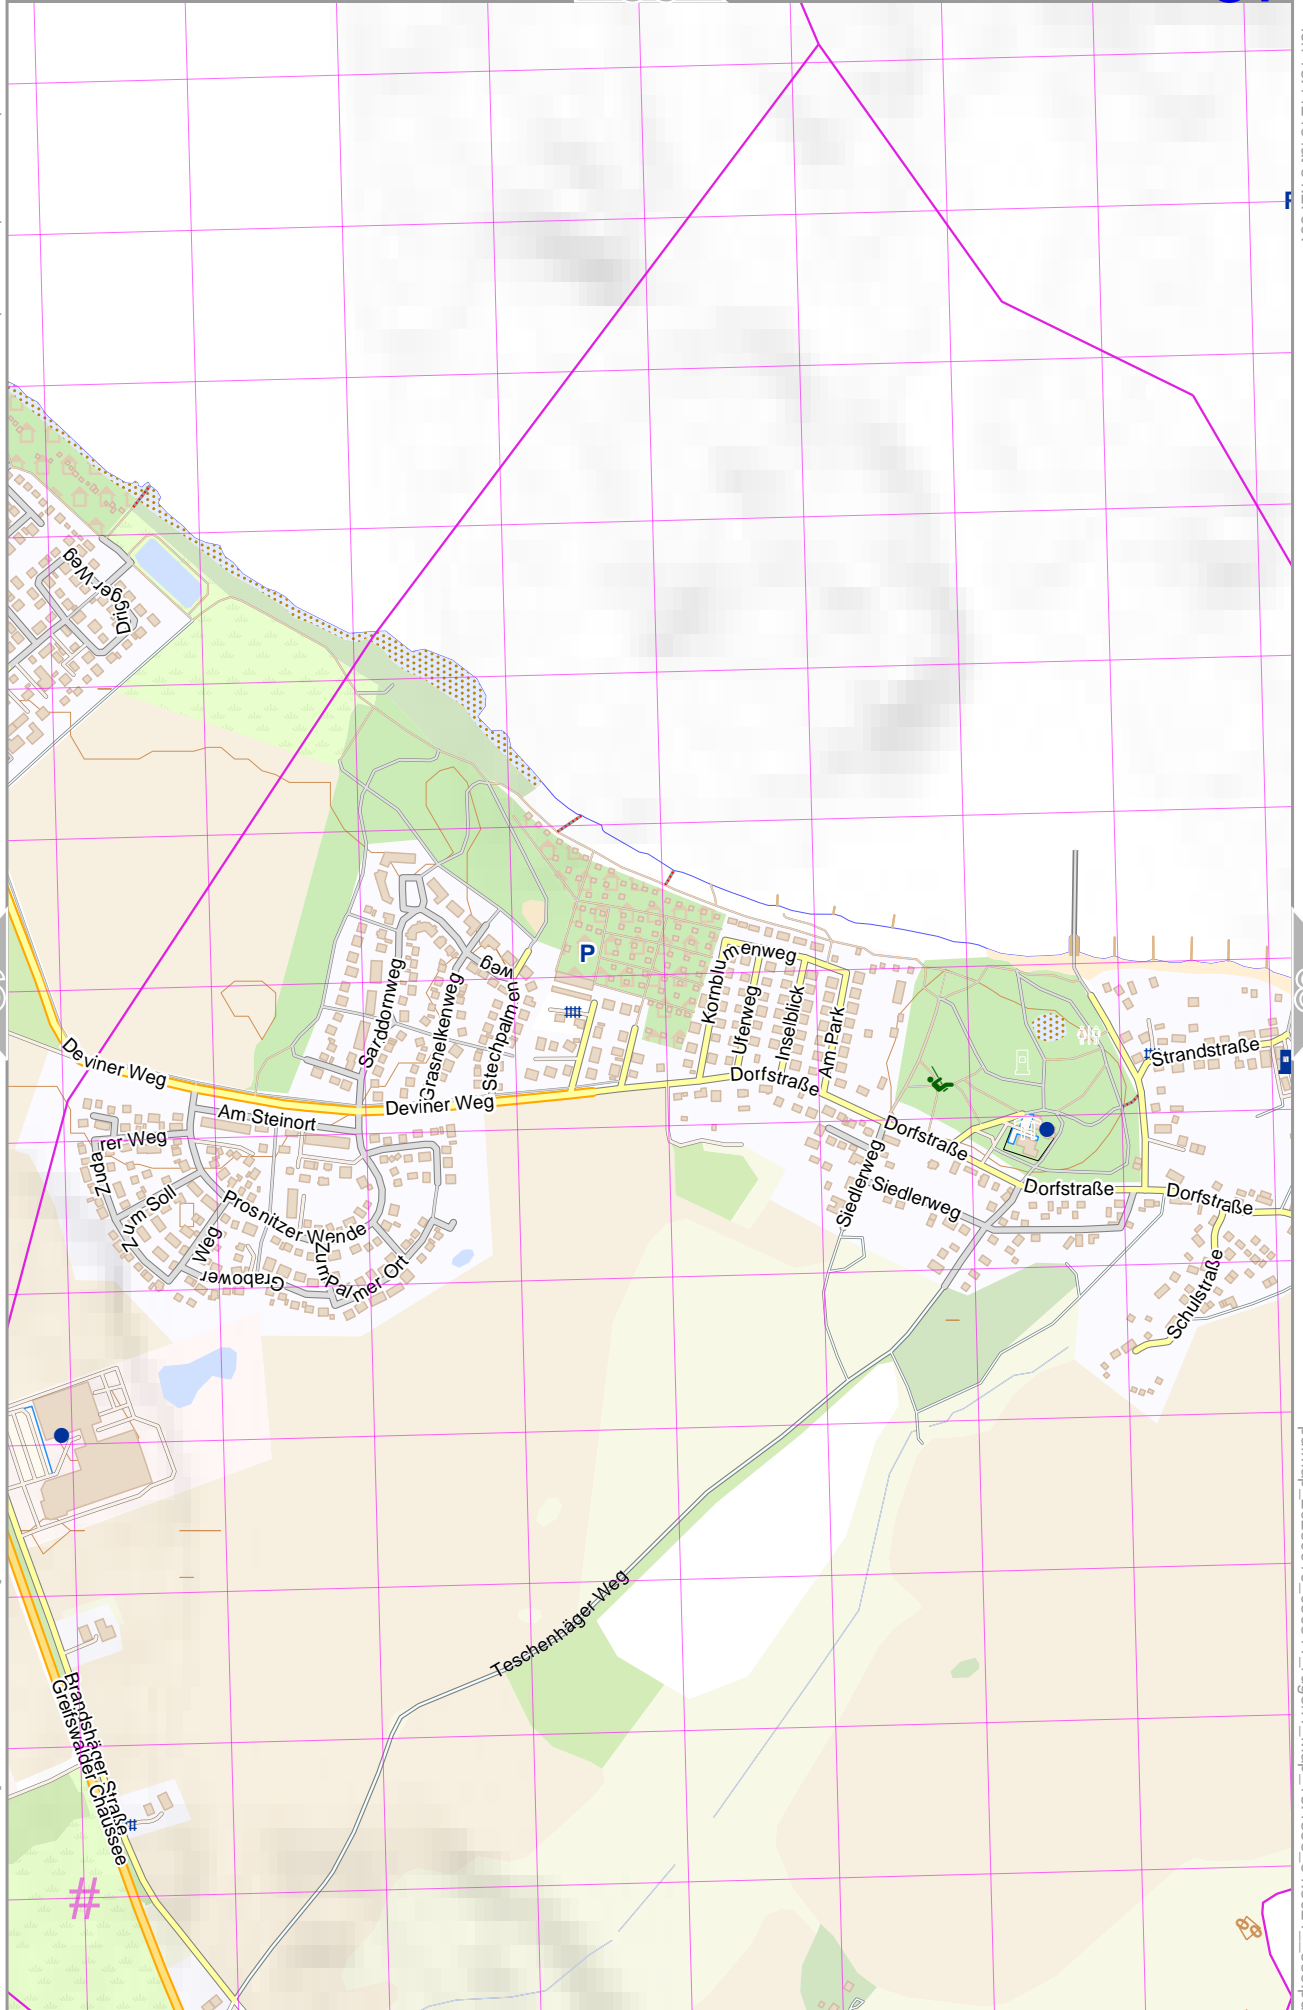 Drigger Weg
P
Kornblumenweg
Uferweg
Inselblick
Am Park
Sarddornweg
Grasnelkenweg
Stechpalmenweg
Strandstraße
Deviner Weg
Deviner Weg
Dorfstraße
Am Steinort
Dorfstraße
Dorfstraße
Dorfstraße
Siedlerweg
Siedlerweg
Zudarer Weg
Zum Soll
Prosnitzer Wende
Grabower Weg
Zum Palmer Ort
Schulstraße
Teschenhäger Weg
Brandshäger Straße
Greifswalder Chaussee
#